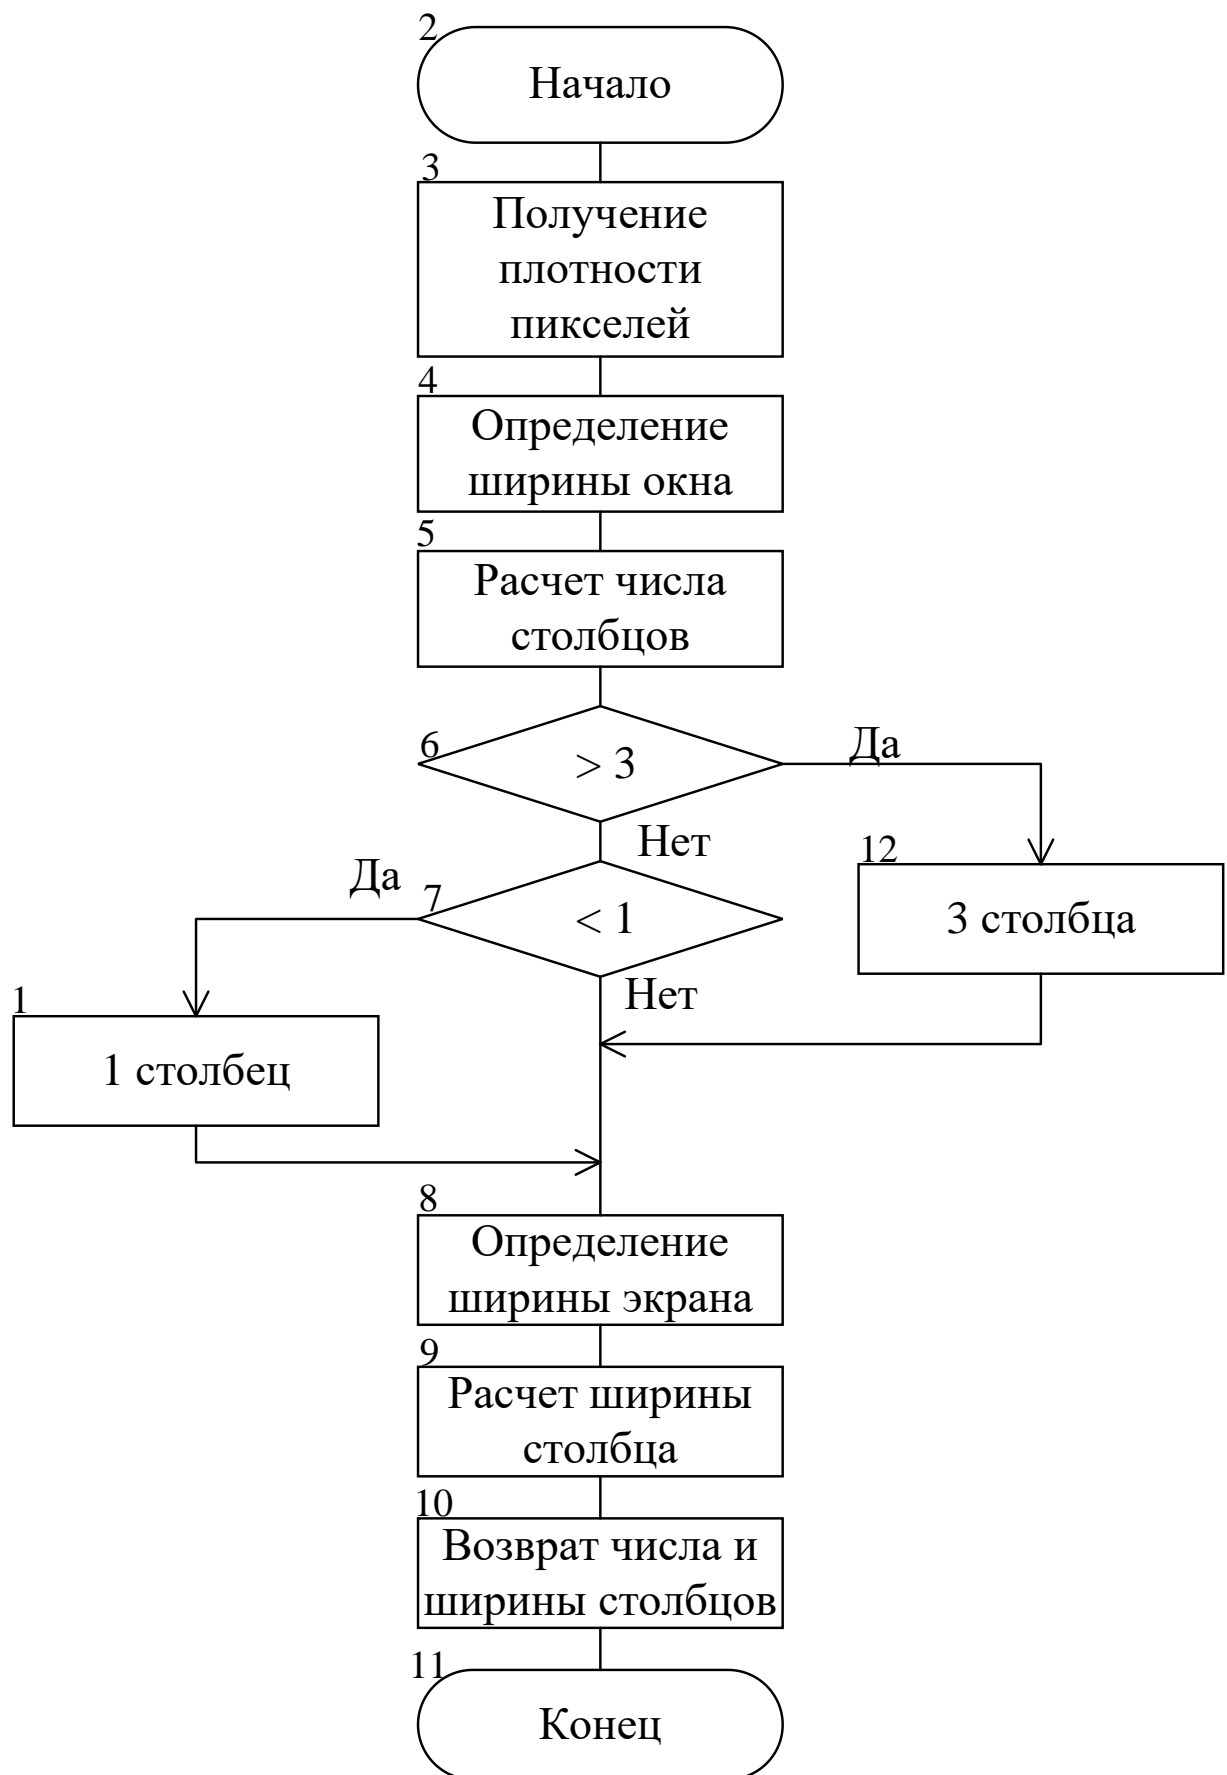 2
Начало
3
Получение
плотности
пикселей
4
Определение
ширины окна
5
Расчет числа
столбцов
6
> 3
Да
Нет
12
3 столбца
Да
7
< 1
Нет
1
1 столбец
8
Определение
ширины экрана
9
Расчет ширины
столбца
10
Возврат числа и
ширины столбцов
11
Конец